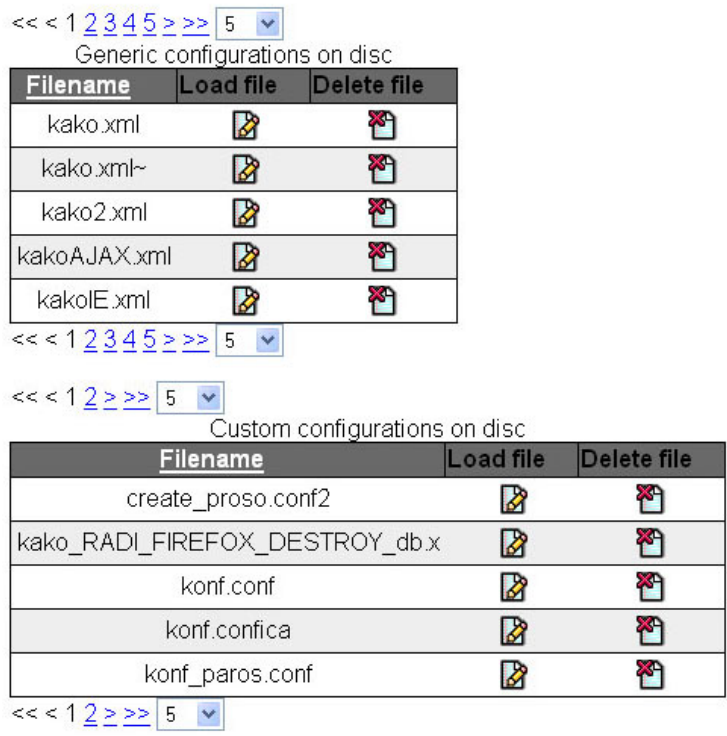 << < 1 2 3 4 5 > >> 5
Generic configurations on disc
Filename Load file Delete file
kako.xml
kako.xml~
kako2.xml
kakoAJAX.xml
kakoIE.xml
<< < 1 2 3 4 5 > >> 5
<< < 1 2 > >> 5
Custom configurations on disc
Filename Load file Delete file
create_proso.conf2
kako_RADI_FIREFOX_DESTROY_db.x
konf.conf
konf.confica
konf_paros.conf
<< < 1 2 > >> 5